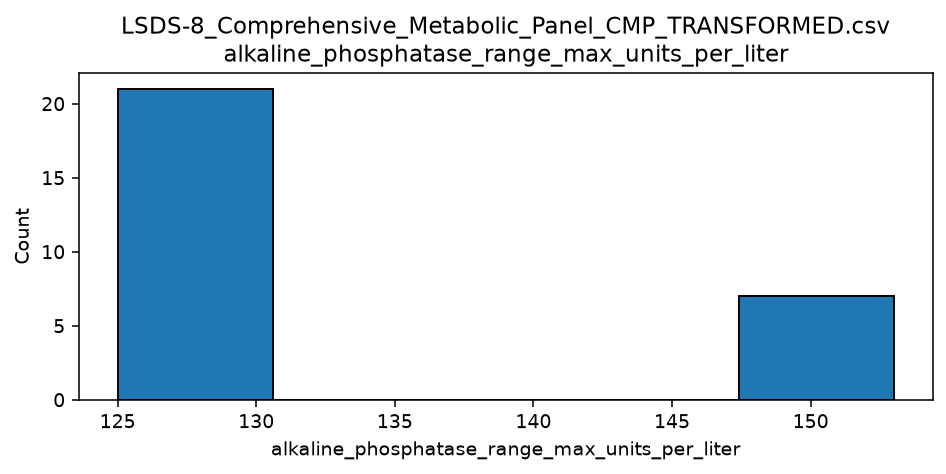 LSDS-8_Comprehensive_Metabolic_Panel_CMP_TRANSFORMED.csv
alkaline_phosphatase_range_max_units_per_liter
Count
20
15
10
5
0
125
130
135
140
145
150
alkaline_phosphatase_range_max_units_per_liter